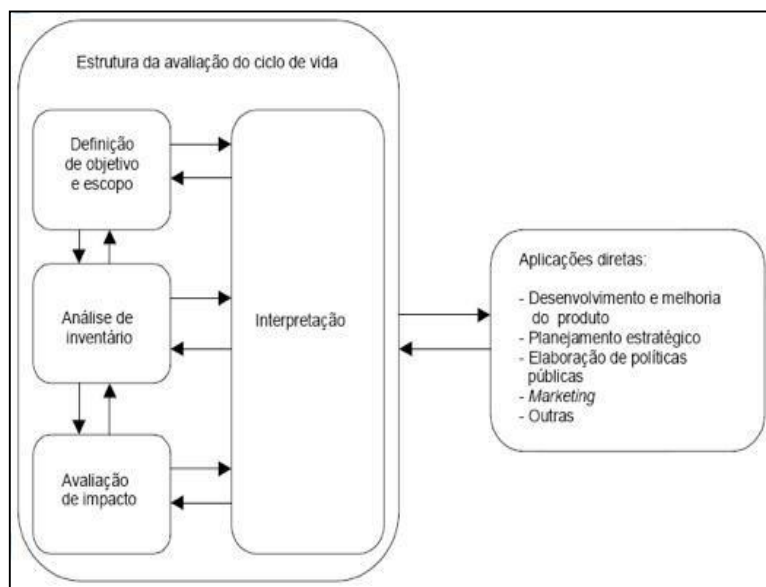 Estrutura da avaliação do ciclo de vida
Definição
de objetivo
e escopo
Análise de
inventário
Avaliação
de impacto
Interpretação
Aplicações diretas:
- Desenvolvimento e melhoria
do produto
- Planejamento estratégico
- Elaboração de políticas
públicas
- Marketing
- Outras